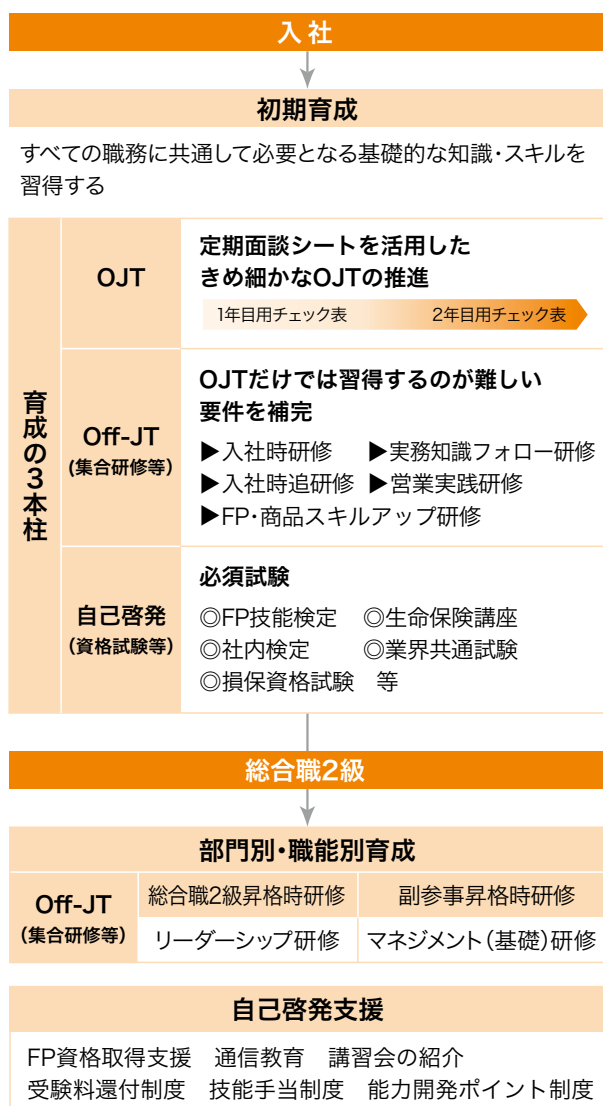 入社
初期育成
すべての職務に共通して必要となる基礎的な知識・スキルを
習得する
育成の3本柱
OJT
定期面談シートを活用した
きめ細かなOJTの推進
1年目用チェック表 2年目用チェック表
Off-JT
(集合研修等)
OJTだけでは習得するのが難しい
要件を補完
▶入社時研修 ▶実務知識フォロー研修
▶入社時追研修 ▶営業実践研修
▶FP・商品スキルアップ研修
自己啓発
(資格試験等)
必須試験
◎FP技能検定 ◎生命保険講座
◎社内検定 ◎業界共通試験
◎損保資格試験 等
総合職2級
部門別・職能別育成
Off-JT
(集合研修等)
総合職2級昇格時研修 副参事昇格時研修
リーダーシップ研修 マネジメント(基礎)研修
自己啓発支援
FP資格取得支援 通信教育 講習会の紹介
受験料還付制度 技能手当制度 能力開発ポイント制度